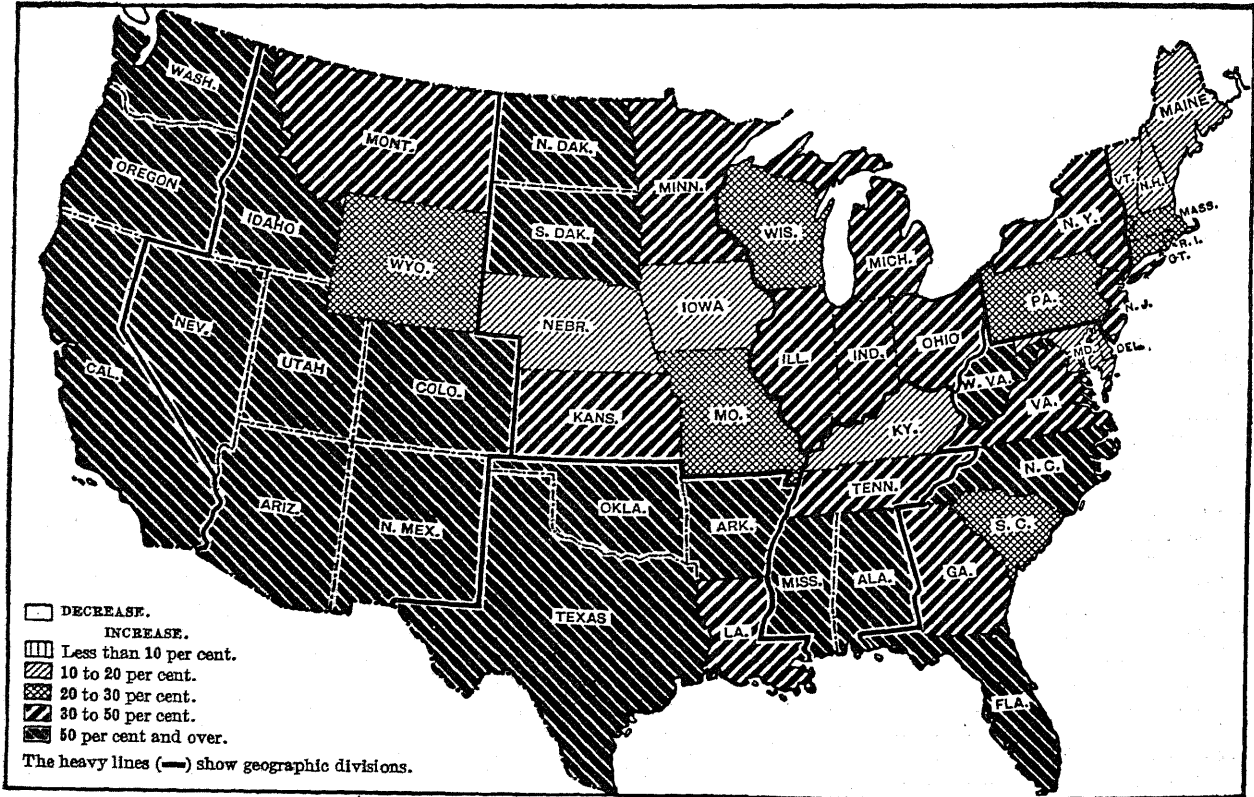 WASH.
MAINE
MONT.
N. DAK.
VT.
N.H.
OREGON
MINN.
IDAHO
S. DAK.
WIS.
N. Y.
MASS.
R. I.
CT.
MICH.
WYO.
PA.
N. J.
IOWA
NEBR.
NEV.
OHIO
DEL.
MD.
ILL.
IND.
UTAH
CAL.
COLO.
W. VA.
VA.
KANS.
MO.
KY.
N. C.
TENN.
ARIZ.
N. MEX.
OKLA.
ARK.
S. C.
MISS.
ALA.
GA.
TEXAS
LA.
FLA.
DECREASE.
INCREASE.
Less than 10 per cent.
10 to 20 per cent.
20 to 30 per cent.
30 to 50 per cent.
50 per cent and over.
The heavy lines (▬) show geographic divisions.